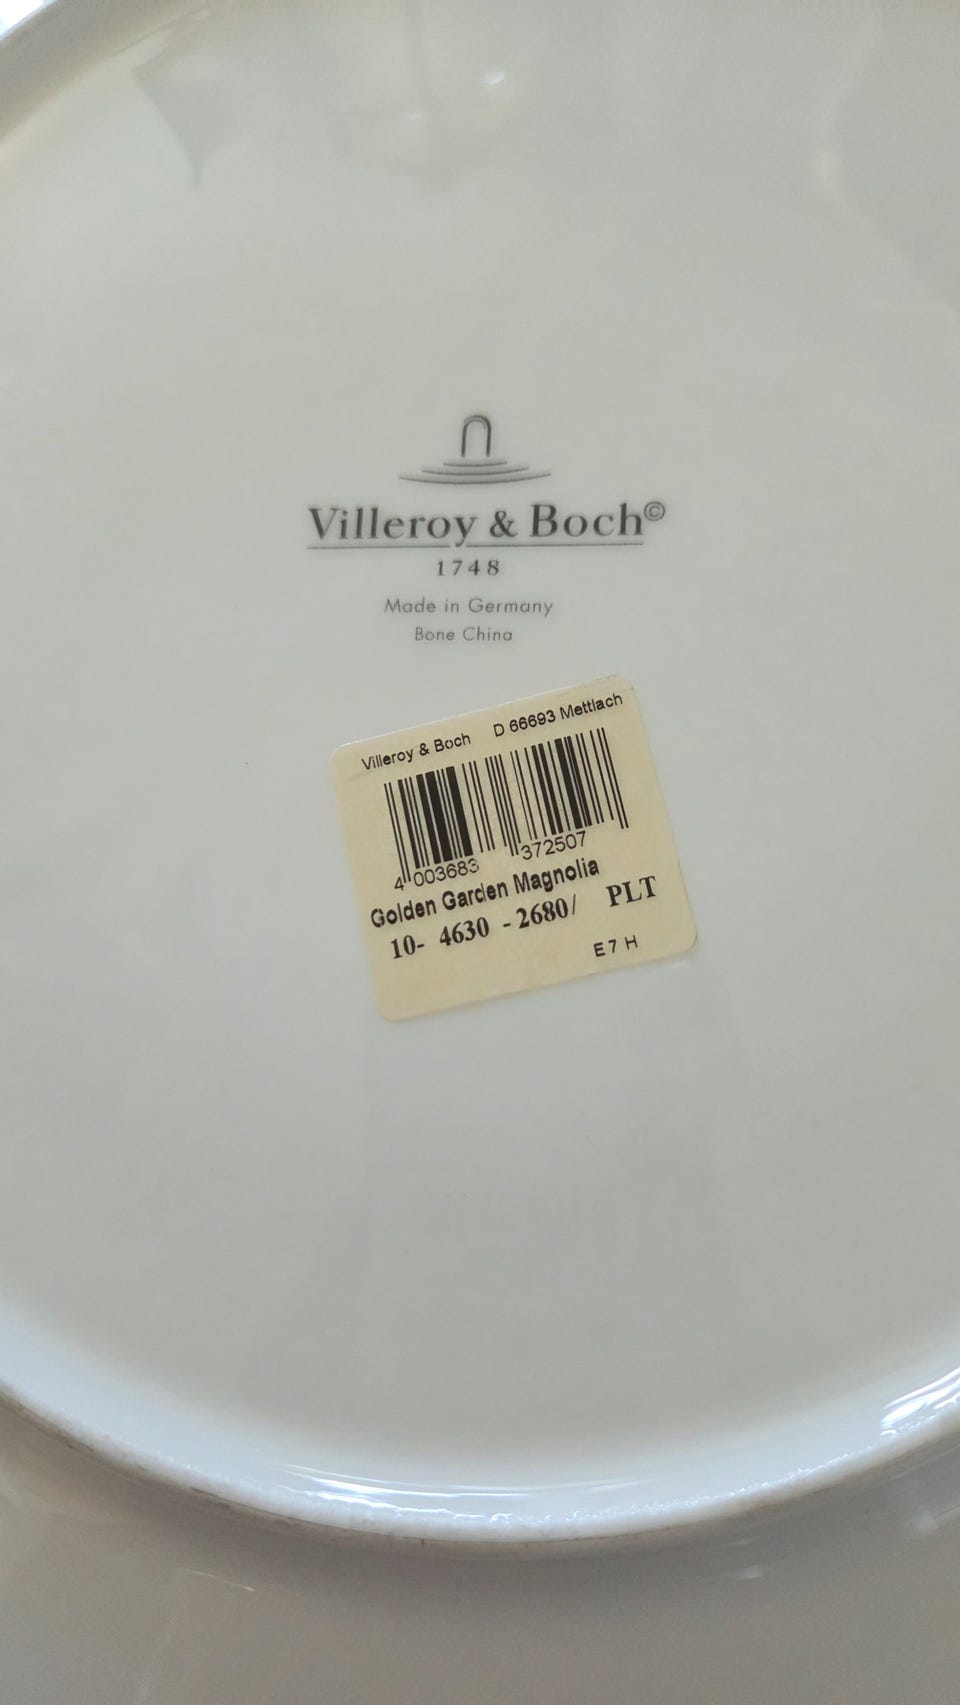 Villeroy & Boch©
1748
Made in Germany
Bone China
Villeroy & Boch D 66693 Mettlach
4 003683 372507
Golden Garden Magnolia
10- 4630 - 2680/ PLT
E7 H